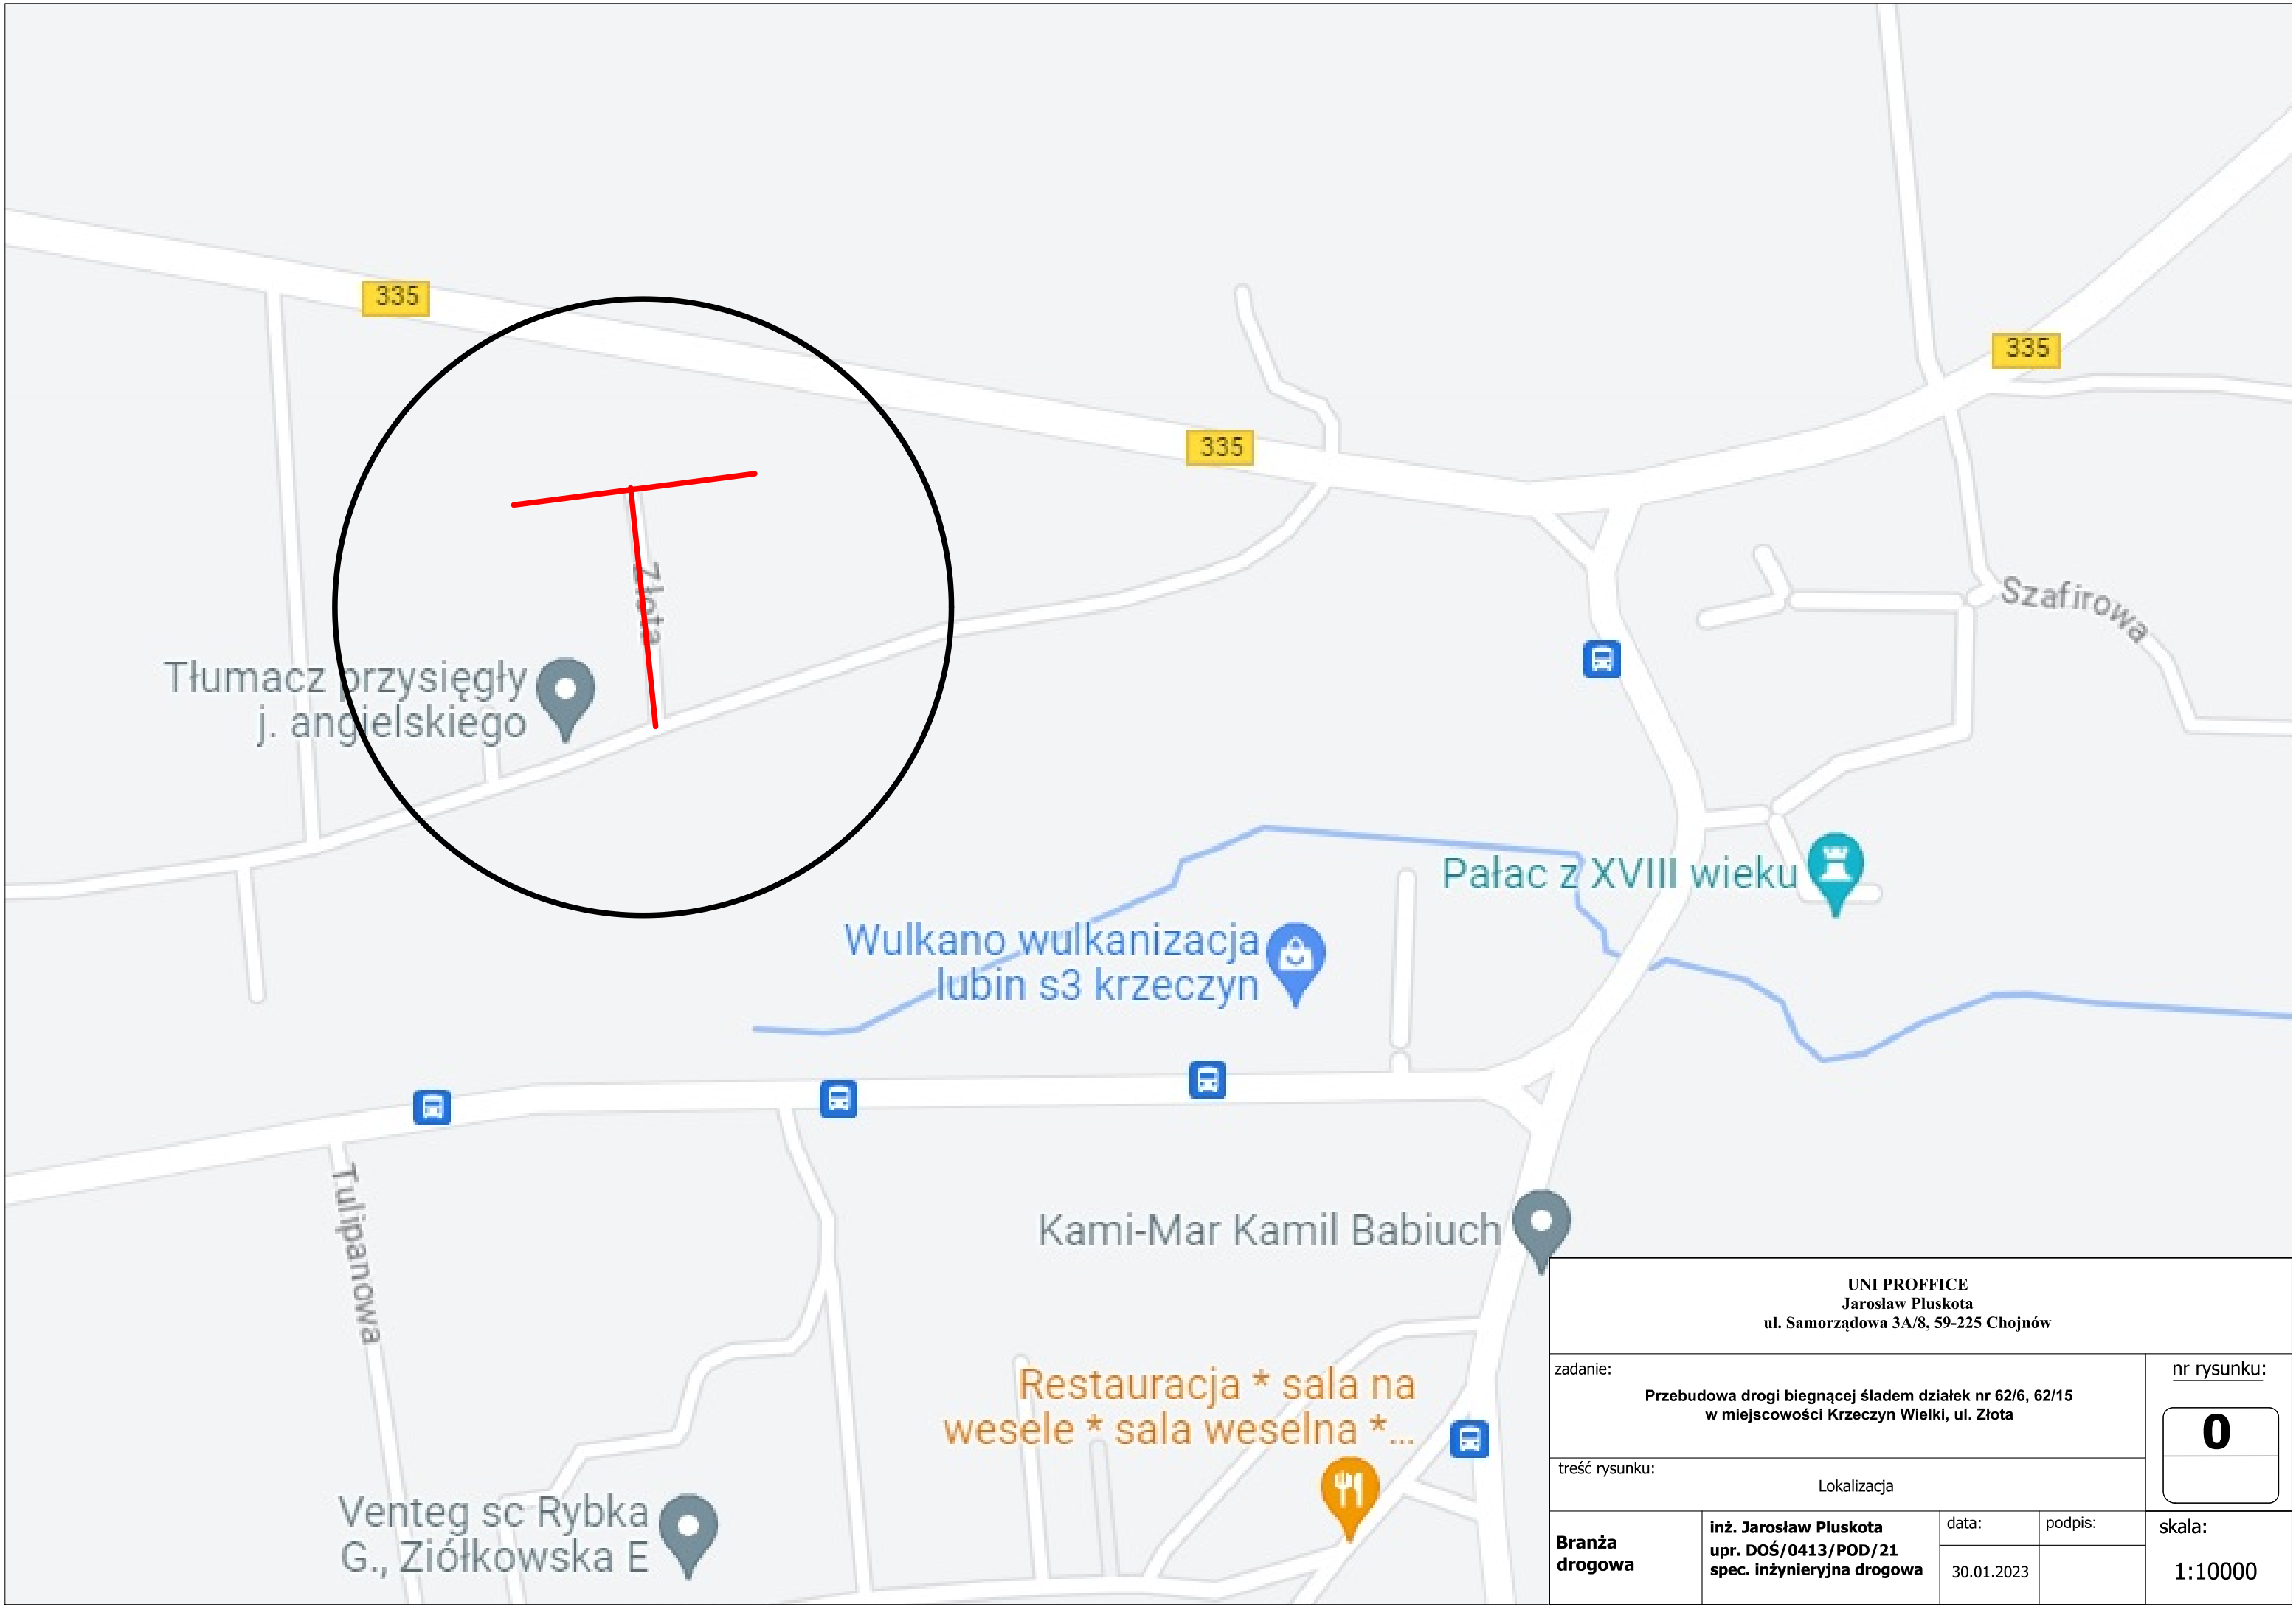 335
335
335
Złota
Szafirowa
Tłumacz przysięgły
j. angielskiego
Pałac z XVIII wieku
Wulkano wulkanizacja
lubin s3 krzeczyn
Tulipanowa
Kami-Mar Kamil Babiuch
Restauracja * sala na
wesele * sala weselna *...
Venteg sc Rybka
G., Ziółkowska E
UNI PROFFICE
Jarosław Pluskota
ul. Samorządowa 3A/8, 59-225 Chojnów
zadanie:
Przebudowa drogi biegnącej śladem działek nr 62/6, 62/15
w miejscowości Krzeczyn Wielki, ul. Złota
nr rysunku:
0
treść rysunku:
Lokalizacja
Branża
drogowa
inż. Jarosław Pluskota
upr. DOŚ/0413/POD/21
spec. inżynieryjna drogowa
data:
30.01.2023
podpis:
skala:
1:10000